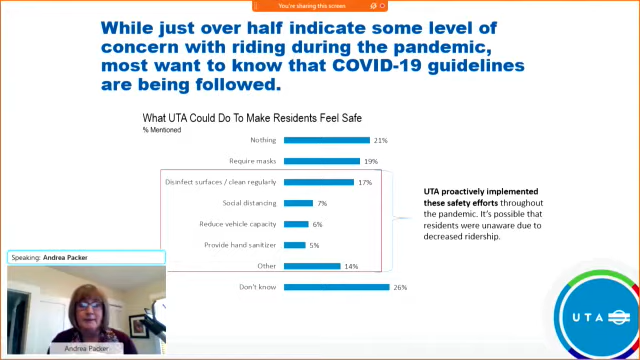 You're sharing this screen
While just over half indicate some level of
concern with riding during the pandemic,
most want to know that COVID-19 guidelines
are being followed.
What UTA Could Do To Make Residents Feel Safe
% Mentioned
Nothing 21%
Require masks 19%
Disinfect surfaces / clean regularly 17%
Social distancing 7%
Reduce vehicle capacity 6%
Provide hand sanitizer 5%
Other 14%
Don't know 26%
UTA proactively implemented
these safety efforts throughout
the pandemic. It's possible that
residents were unaware due to
decreased ridership.
Speaking: Andrea Packer
Andrea Packer
UTA